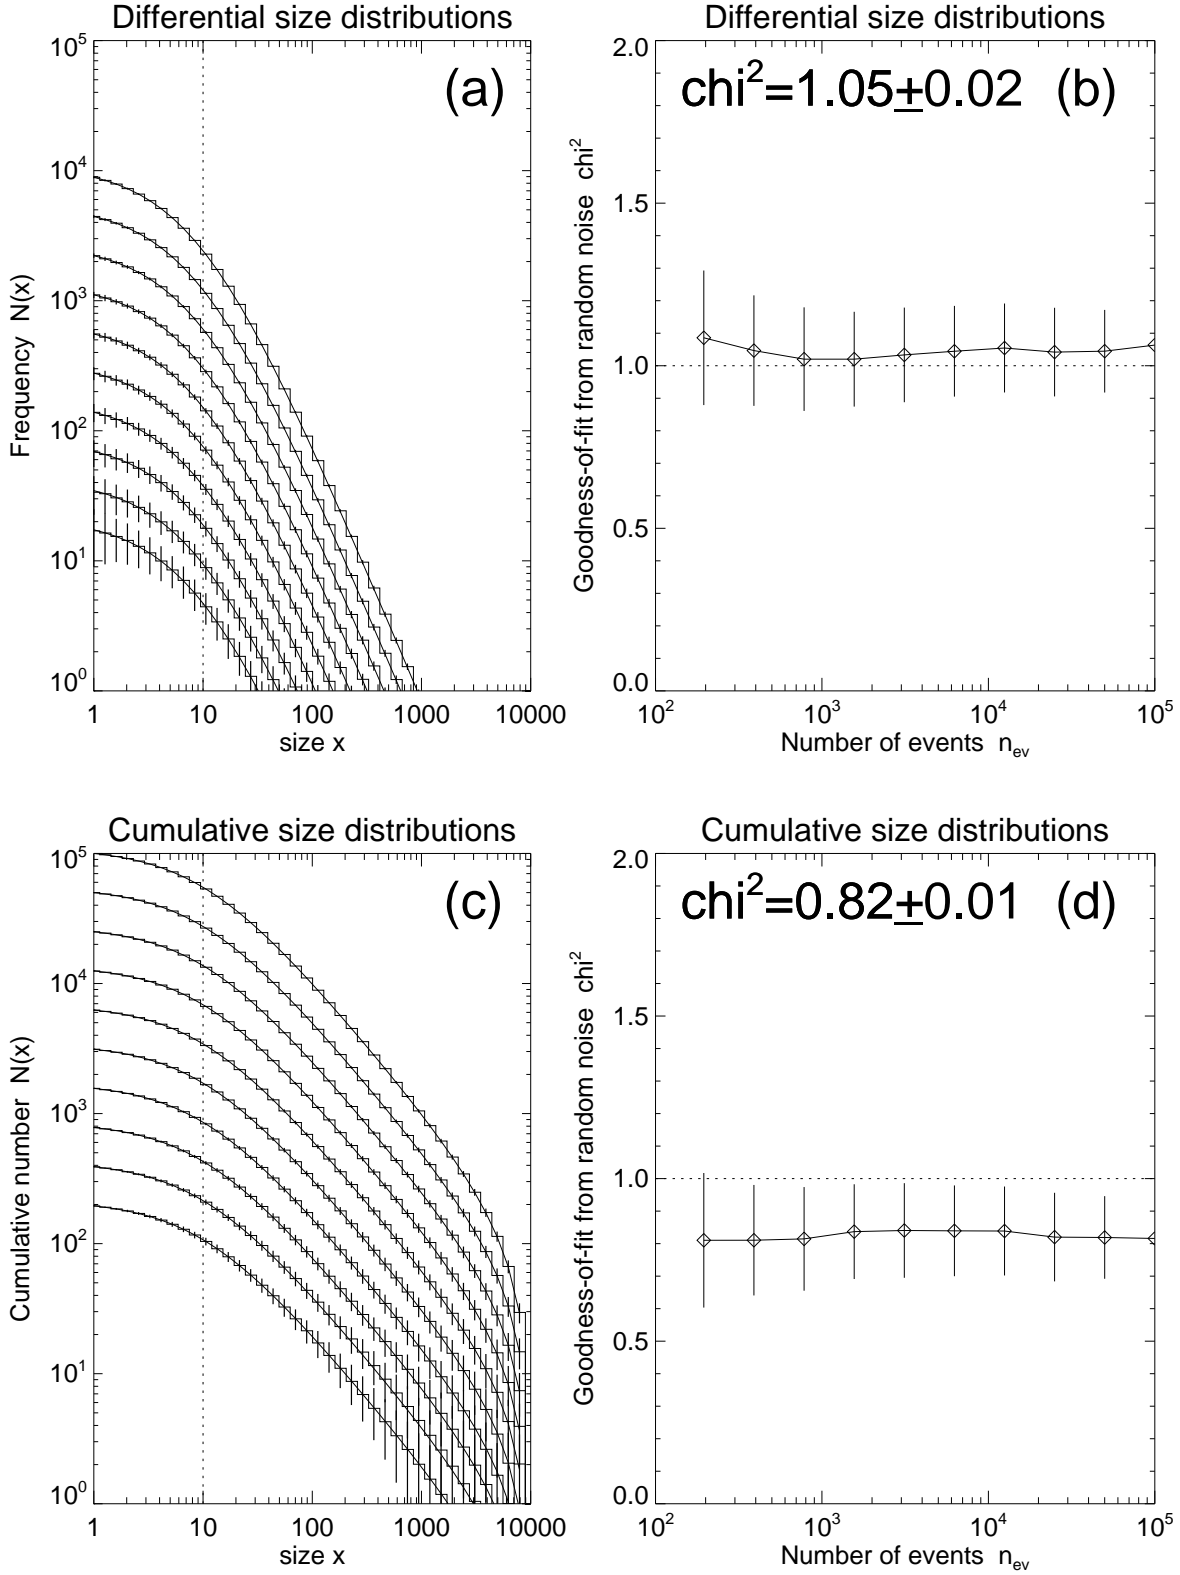 Differential size distributions
(a)
Frequency N(x)
10^5
10^4
10^3
10^2
10^1
10^0
1 10 100 1000 10000
size x
Differential size distributions
chi^2=1.05±0.02 (b)
Goodness-of-fit from random noise chi^2
2.0
1.5
1.0
0.5
0.0
10^2 10^3 10^4 10^5
Number of events n_ev
Cumulative size distributions
(c)
Cumulative number N(x)
10^5
10^4
10^3
10^2
10^1
10^0
1 10 100 1000 10000
size x
Cumulative size distributions
chi^2=0.82±0.01 (d)
Goodness-of-fit from random noise chi^2
2.0
1.5
1.0
0.5
0.0
10^2 10^3 10^4 10^5
Number of events n_ev